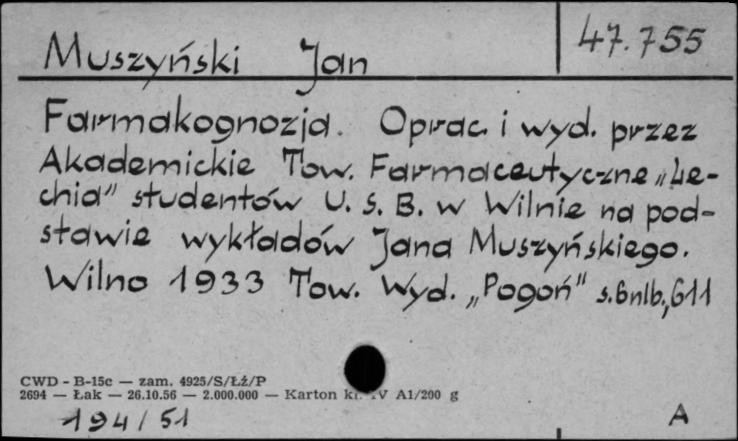 47.755
Muszyński Jan
Farmakognozja. Oprac. i wyd. przez
Akademickie Tow. Farmaceutyczne „Le-
chia" studentów U. S. B. w Wilnie na pod-
stawie wykładów Jana Muszyńskiego.
Wilno 1933 Tow. Wyd. „Pogoń" s. 6nlb., 611
CWD - B-15c — zam. 4925/S/ŁŻ/P
2694 — Łak — 26.10.56 — 2.000.000 — Karton kl. IV A1/200 g
194/51
A